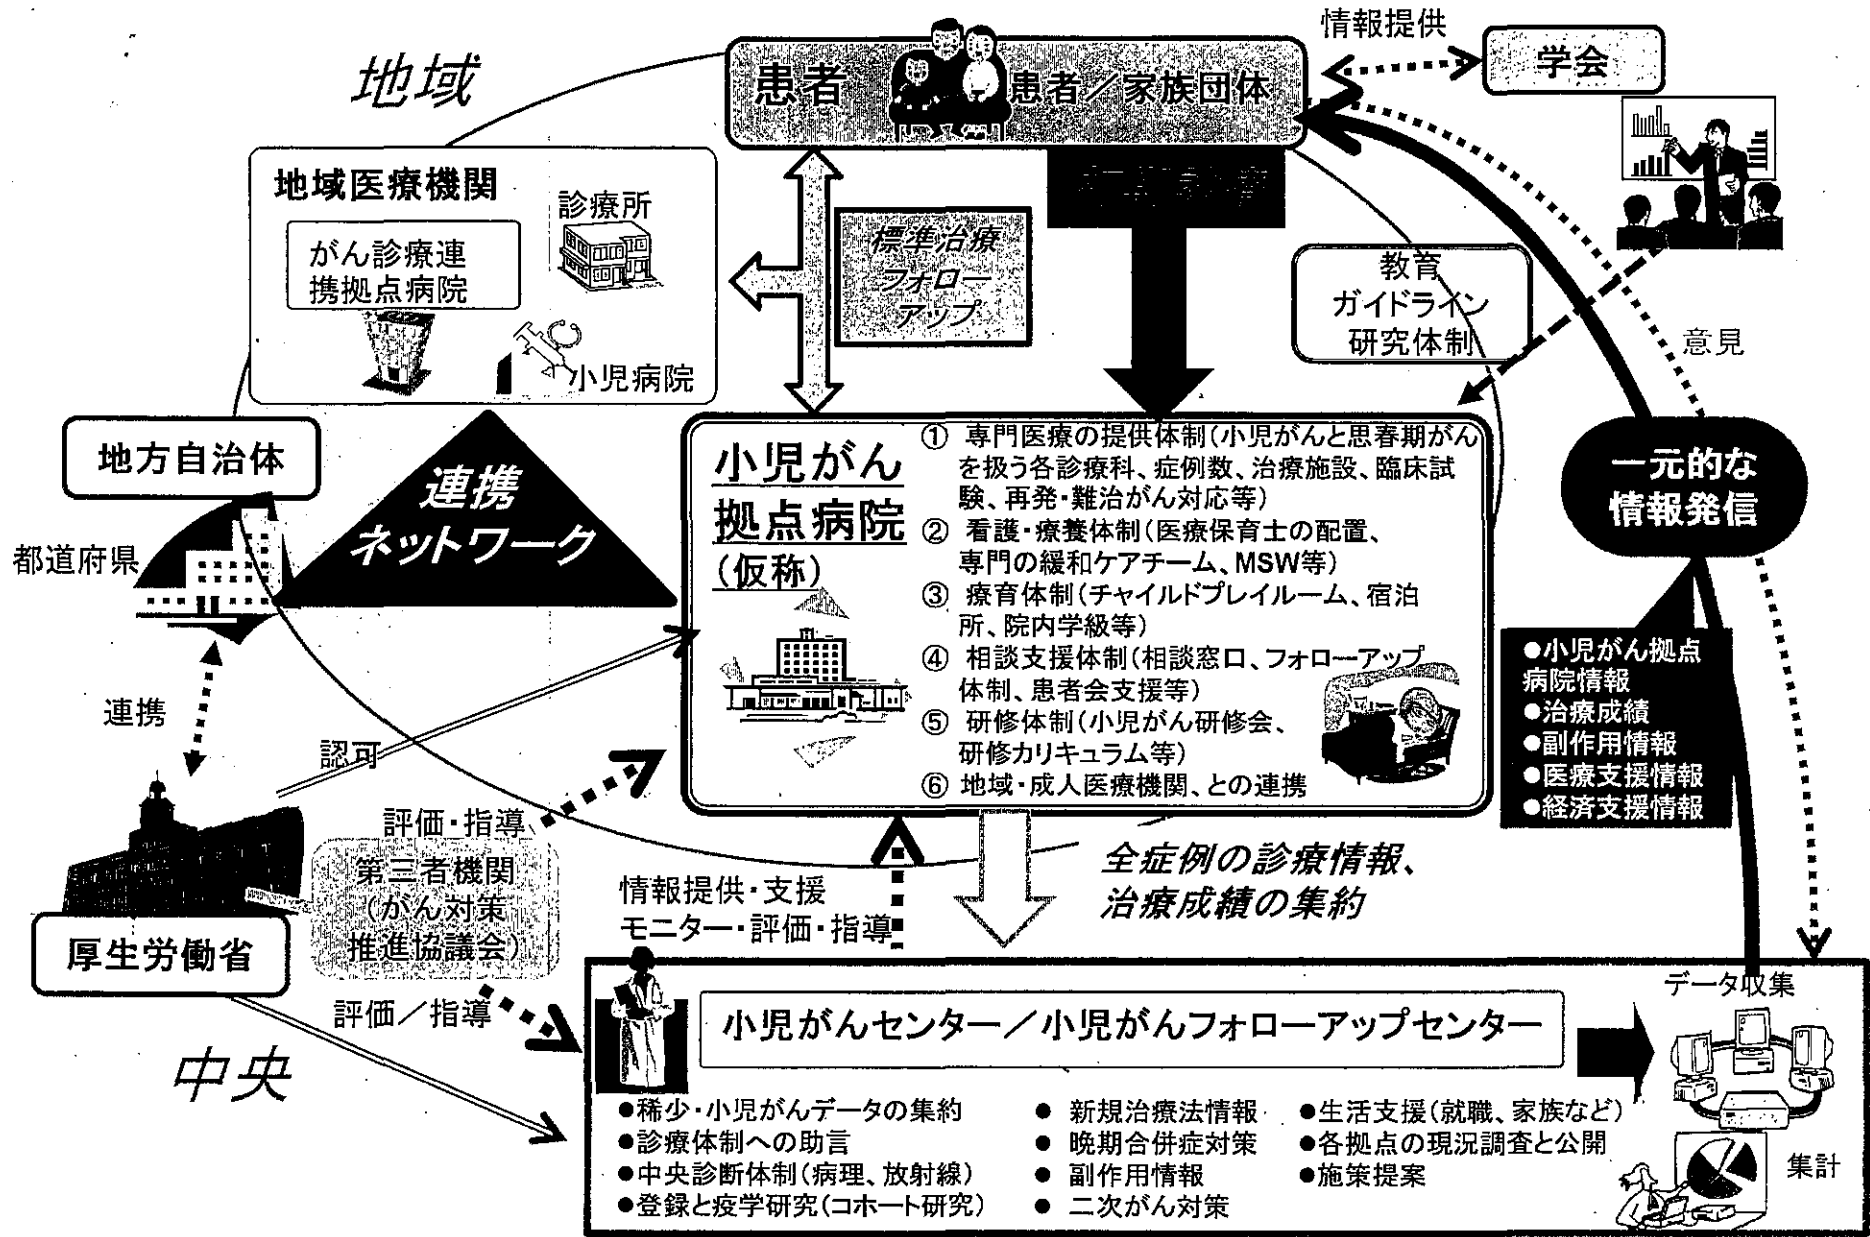 地域
患者
患者／家族団体
情報提供
学会
地域医療機関
診療所
がん診療連
携拠点病院
小児病院
標準治療
フォロー
アップ
教育
ガイドライン
研究体制
意見
地方自治体
都道府県
連携
ネットワーク
小児がん
拠点病院
（仮称）
① 専門医療の提供体制（小児がんと思春期がん
を扱う各診療科、症例数、治療施設、臨床試
験、再発・難治がん対応等）
② 看護・療養体制（医療保育士の配置、
専門の緩和ケアチーム、MSW等）
③ 療育体制（チャイルドプレイルーム、宿泊
所、院内学級等）
④ 相談支援体制（相談窓口、フォローアップ
体制、患者会支援等）
⑤ 研修体制（小児がん研修会、
研修カリキュラム等）
⑥ 地域・成人医療機関、との連携
一元的な
情報発信
●小児がん拠点
病院情報
●治療成績
●副作用情報
●医療支援情報
●経済支援情報
連携
認可
評価・指導
第三者機関
（がん対策
推進協議会）
厚生労働省
評価／指導
中央
情報提供・支援
モニター・評価・指導
全症例の診療情報、
治療成績の集約
小児がんセンター／小児がんフォローアップセンター
●稀少・小児がんデータの集約
●診療体制への助言
●中央診断体制（病理、放射線）
●登録と疫学研究（コホート研究）
● 新規治療法情報
● 晩期合併症対策
● 副作用情報
● 二次がん対策
●生活支援（就職、家族など）
●各拠点の現況調査と公開
●施策提案
データ収集
集計